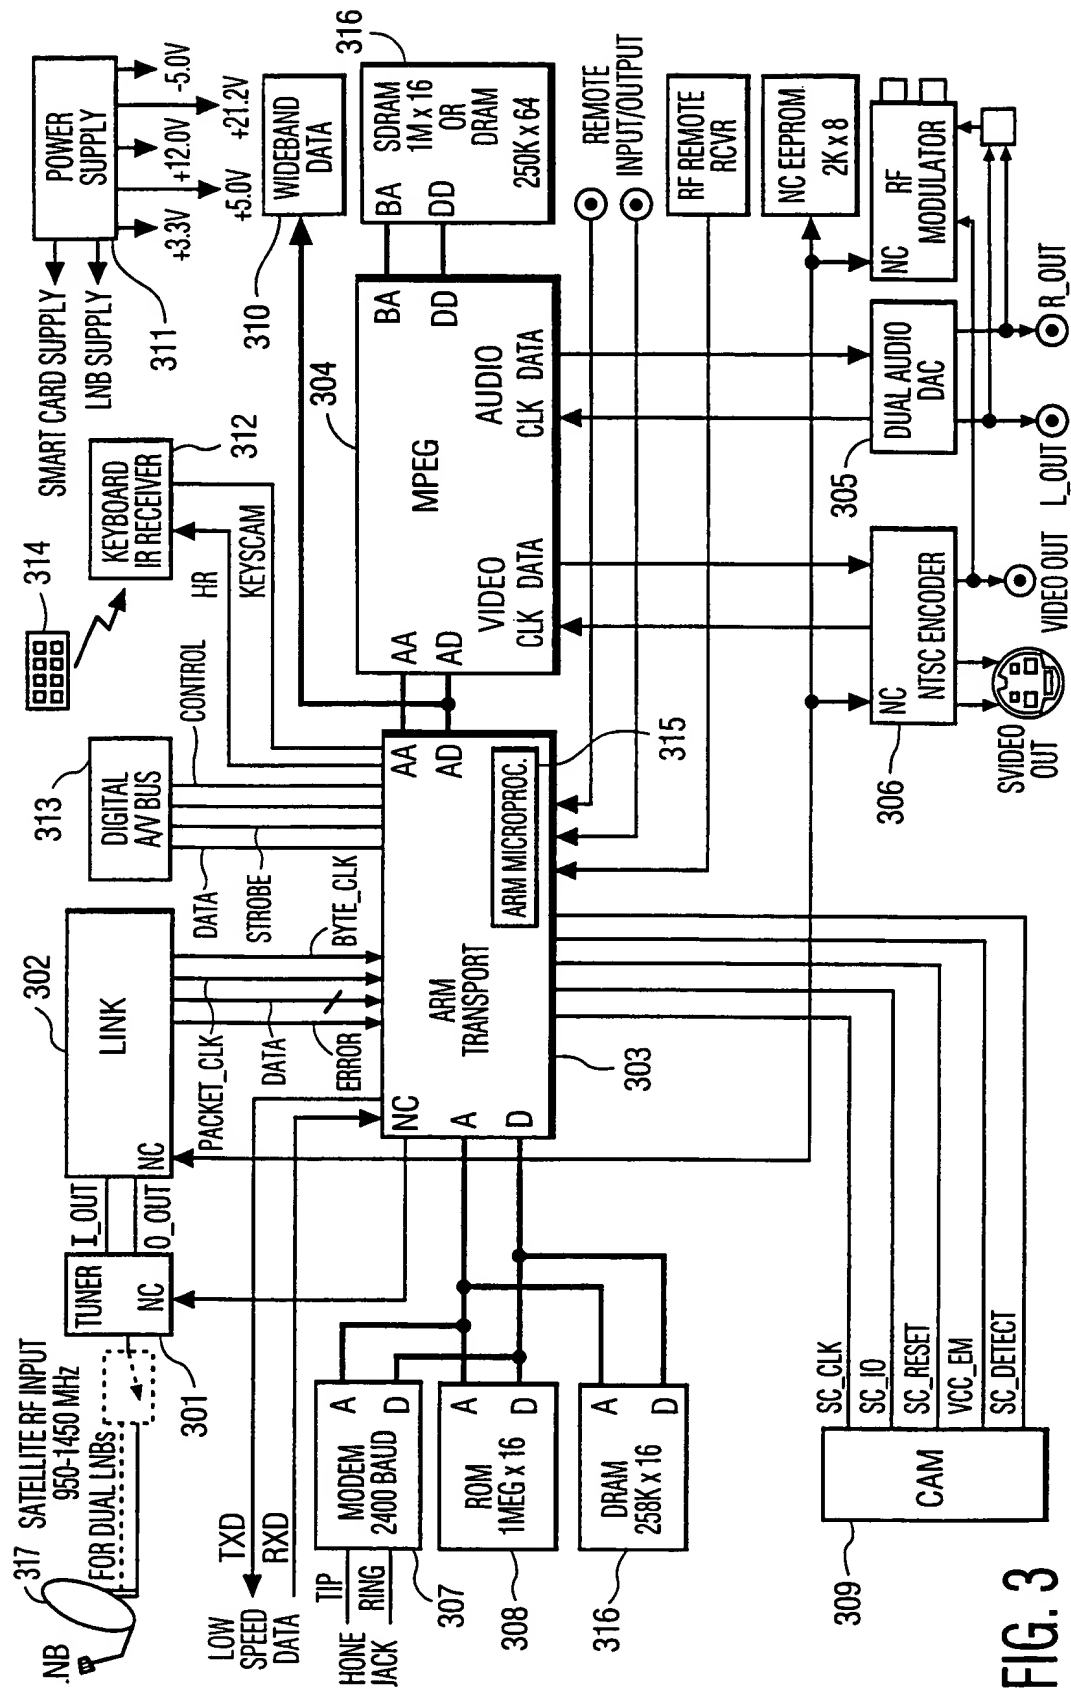 317
SATELLITE RF INPUT
950-1450 MHz
FOR DUAL LNBs
.NB
301
TUNER
NC
I_OUT
O_OUT
302
LINK
NC
PACKET_CLK
DATA
ERROR
BYTE_CLK
313
DIGITAL
A/V BUS
DATA
STROBE
CONTROL
314
KEYBOARD
IR RECEIVER
312
HR
KEYSCAM
SMART CARD SUPPLY
LNB SUPPLY
311
POWER
SUPPLY
+3.3V
+5.0V
+12.0V
+21.2V
-5.0V
LOW
SPEED
DATA
TXD
RXD
HONE
JACK
TIP
RING
MODEM
2400 BAUD
A
D
307
ROM
1MEG x 16
A
D
308
DRAM
258K x 16
A
D
316
NC
A
D
ARM
TRANSPORT
303
AA
AD
ARM MICROPROC.
315
304
AA
AD
MPEG
VIDEO
CLK DATA
AUDIO
CLK DATA
BA
DD
310
WIDEBAND
DATA
316
BA
DD
SDRAM
1M x 16
OR
DRAM
250K x 64
REMOTE
INPUT/OUTPUT
RF REMOTE
RCVR
NC EEPROM
2K x 8
306
NC
NTSC ENCODER
305
DUAL AUDIO
DAC
NC
RF
MODULATOR
SVIDEO
OUT
VIDEO OUT
L_OUT
R_OUT
309
CAM
SC_CLK
SC_IO
SC_RESET
VCC_EM
SC_DETECT
FIG. 3